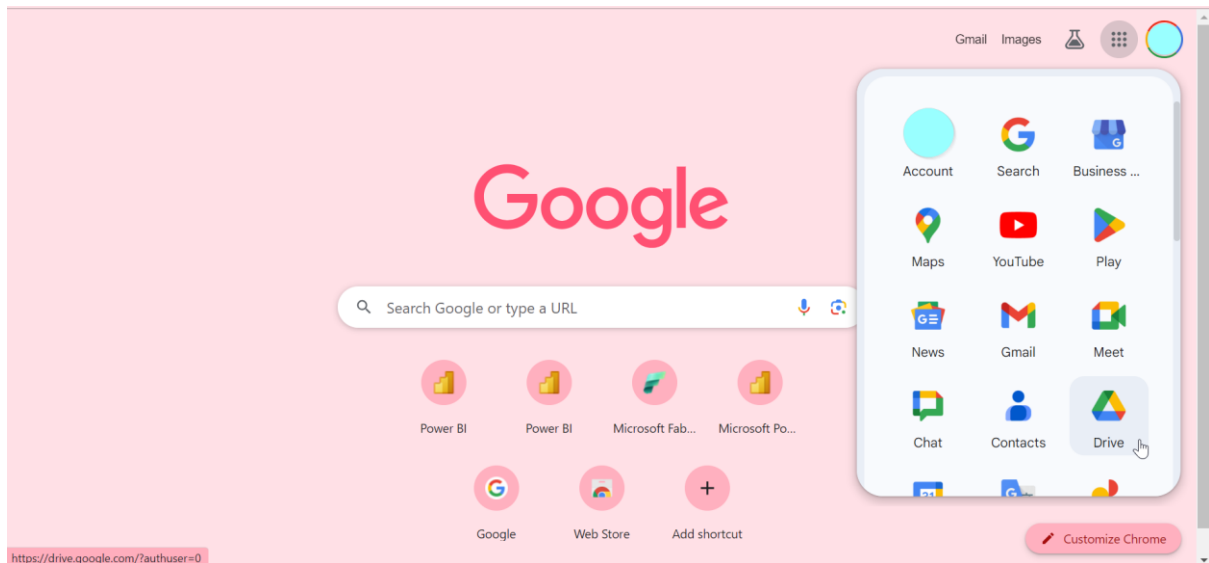 Gmail Images
Account Search Business ...
Google
Maps YouTube Play
Search Google or type a URL
News Gmail Meet
Power BI Power BI Microsoft Fab... Microsoft Po...
Chat Contacts Drive
31 G
Google Web Store Add shortcut
Customize Chrome
https://drive.google.com/?authuser=0